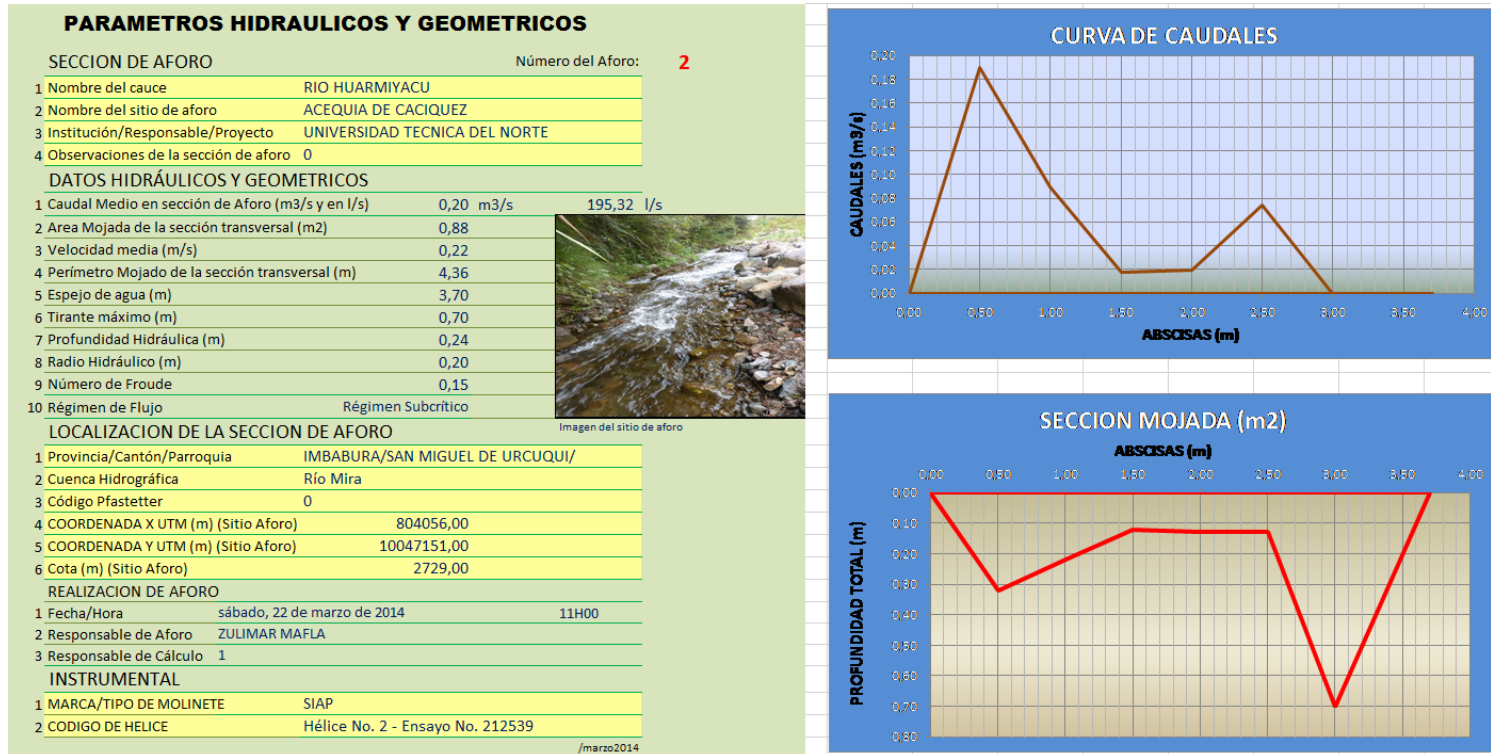 PARAMETROS HIDRAULICOS Y GEOMETRICOS
SECCION DE AFORO Número del Aforo: 2
1 Nombre del cauce RIO HUARMIYACU
2 Nombre del sitio de aforo ACEQUIA DE CACIQUEZ
3 Institución/Responsable/Proyecto UNIVERSIDAD TECNICA DEL NORTE
4 Observaciones de la sección de aforo 0
DATOS HIDRÁULICOS Y GEOMETRICOS
1 Caudal Medio en sección de Aforo (m3/s y en l/s) 0,20 m3/s 195,32 l/s
2 Area Mojada de la sección transversal (m2) 0,88
3 Velocidad media (m/s) 0,22
4 Perímetro Mojado de la sección transversal (m) 4,36
5 Espejo de agua (m) 3,70
6 Tirante máximo (m) 0,70
7 Profundidad Hidráulica (m) 0,24
8 Radio Hidráulico (m) 0,20
9 Número de Froude 0,15
10 Régimen de Flujo Régimen Subcrítico
Imagen del sitio de aforo
LOCALIZACION DE LA SECCION DE AFORO
1 Provincia/Cantón/Parroquia IMBABURA/SAN MIGUEL DE URCUQUI/
2 Cuenca Hidrográfica Río Mira
3 Código Pfastetter 0
4 COORDENADA X UTM (m) (Sitio Aforo) 804056,00
5 COORDENADA Y UTM (m) (Sitio Aforo) 10047151,00
6 Cota (m) (Sitio Aforo) 2729,00
REALIZACION DE AFORO
1 Fecha/Hora sábado, 22 de marzo de 2014 11H00
2 Responsable de Aforo ZULIMAR MAFLA
3 Responsable de Cálculo 1
INSTRUMENTAL
1 MARCA/TIPO DE MOLINETE SIAP
2 CODIGO DE HELICE Hélice No. 2 - Ensayo No. 212539
/marzo2014
CURVA DE CAUDALES
CAUDALES (m3/s)
0,20
0,18
0,16
0,14
0,12
0,10
0,08
0,06
0,04
0,02
0,00
0,00 0,50 1,00 1,50 2,00 2,50 3,00 3,50 4,00
ABSCISAS (m)
SECCION MOJADA (m2)
ABSCISAS (m)
0,00 0,50 1,00 1,50 2,00 2,50 3,00 3,50 4,00
PROFUNDIDAD TOTAL (m)
0,00
0,10
0,20
0,30
0,40
0,50
0,60
0,70
0,80